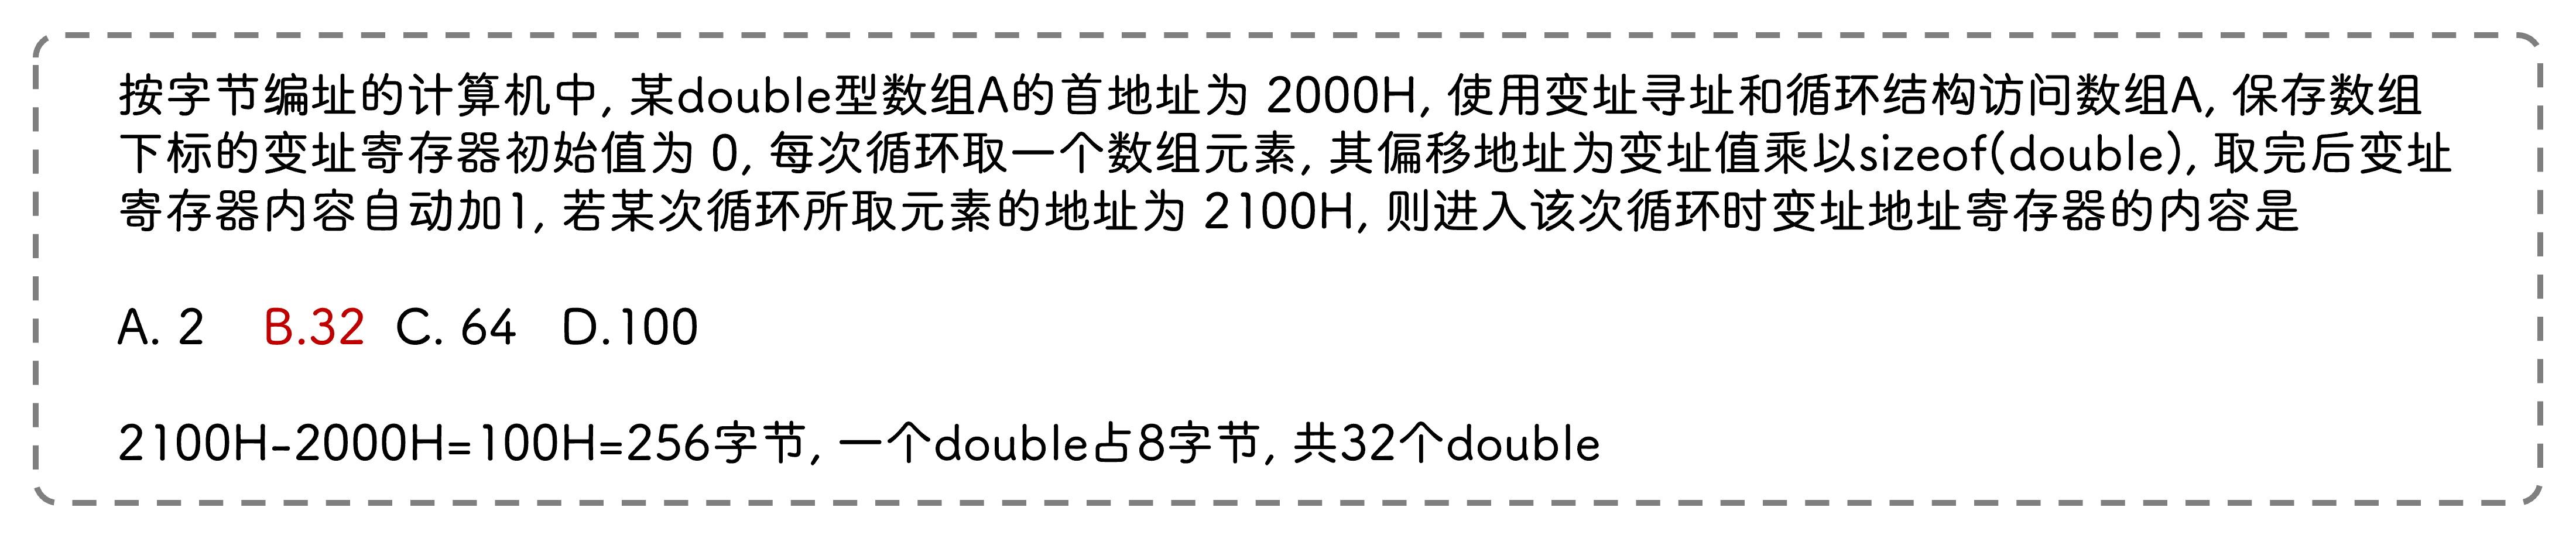 按字节编址的计算机中, 某double型数组A的首地址为 2000H, 使用变址寻址和循环结构访问数组A, 保存数组
下标的变址寄存器初始值为 0, 每次循环取一个数组元素, 其偏移地址为变址值乘以sizeof(double), 取完后变址
寄存器内容自动加1, 若某次循环所取元素的地址为 2100H, 则进入该次循环时变址地址寄存器的内容是
A. 2 B.32 C. 64 D.100
2100H-2000H=100H=256字节, 一个double占8字节, 共32个double